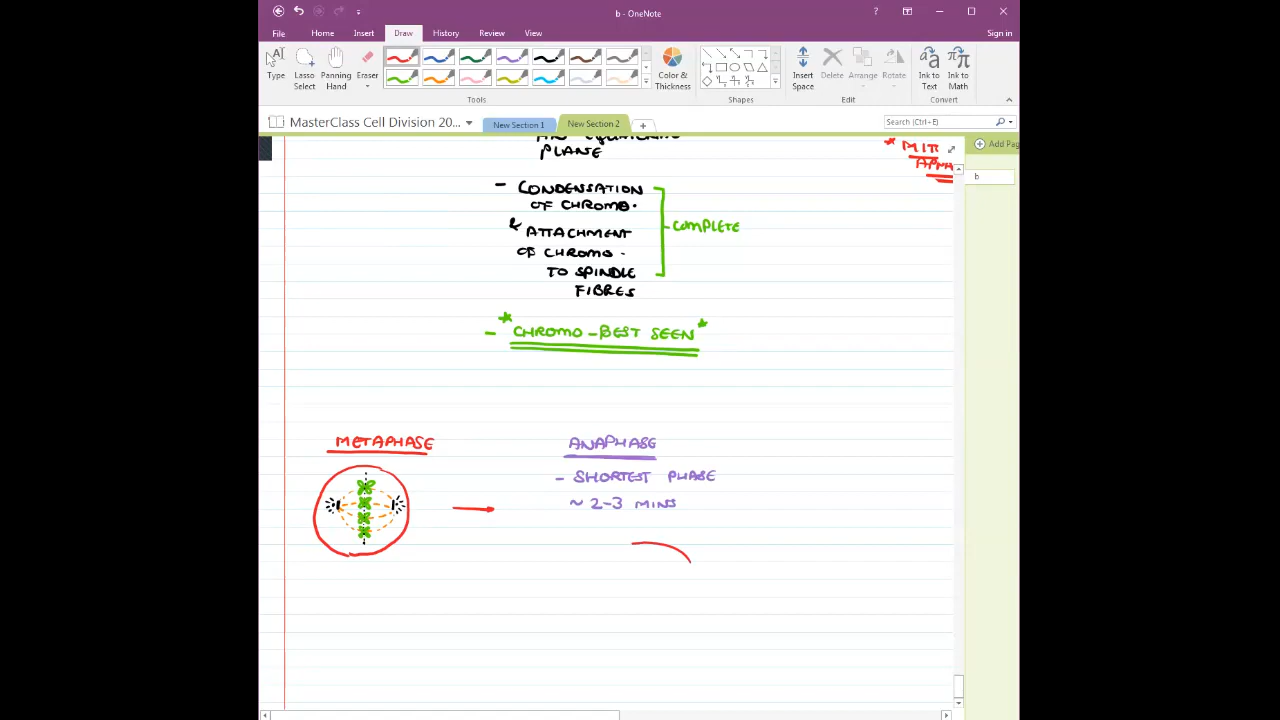 b - OneNote
?
File Home Insert Draw History Review View
Sign in
Type
Lasso Select
Panning Hand
Eraser
Color & Thickness
Insert Space
Delete
Arrange
Rotate
Ink to Text
Ink to Math
Tools
Shapes
Edit
Convert
MasterClass Cell Division 20...
New Section 1
New Section 2
Search (Ctrl+E)
Add Pag
b
PLANE
- CONDENSATION
OF CHROMO.
& ATTACHMENT
OF CHROMO.
TO SPINDLE
FIBRES
COMPLETE
- * CHROMO - BEST SEEN *
METAPHASE
ANAPHASE
- SHORTEST PHASE
~ 2-3 MINS